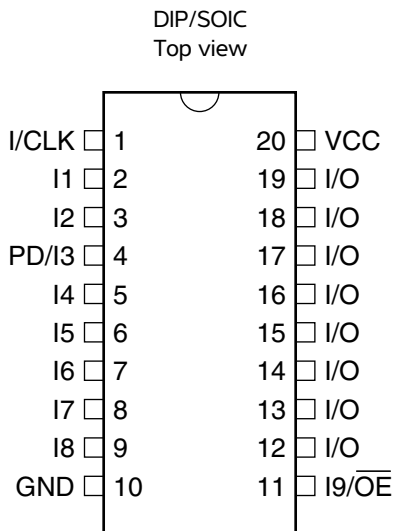 DIP/SOIC
Top view
I/CLK 1 20 VCC
I1 2 19 I/O
I2 3 18 I/O
PD/I3 4 17 I/O
I4 5 16 I/O
I5 6 15 I/O
I6 7 14 I/O
I7 8 13 I/O
I8 9 12 I/O
GND 10 11 I9/O̅E̅